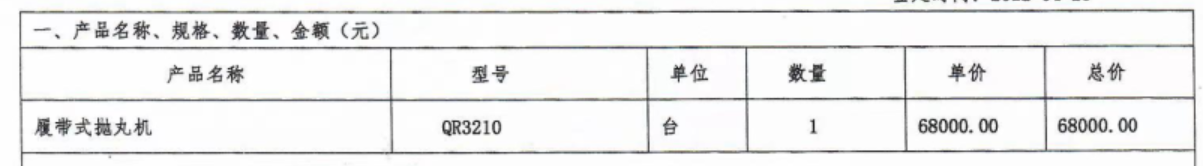 一、产品名称、规格、数量、金额（元）
产品名称 型号 单位 数量 单价 总价
履带式抛丸机 QR3210 台 1 68000.00 68000.00